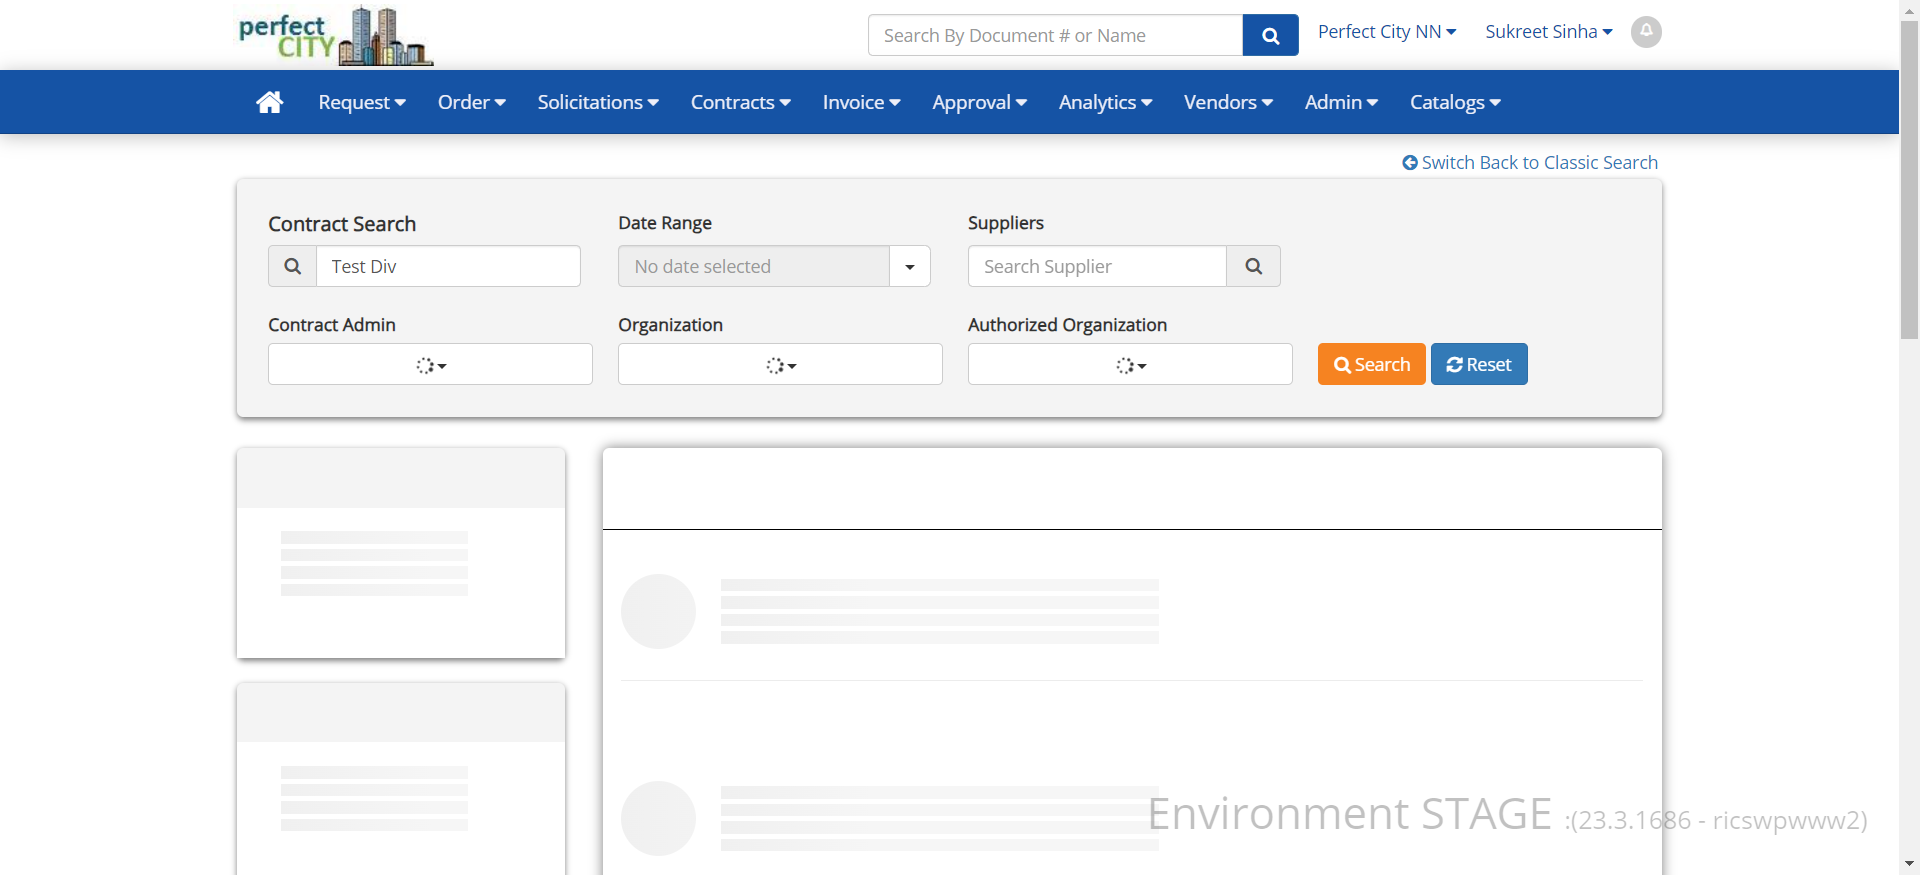 perfect
CITY
Search By Document # or Name
Perfect City NN
Sukreet Sinha
Request
Order
Solicitations
Contracts
Invoice
Approval
Analytics
Vendors
Admin
Catalogs
Switch Back to Classic Search
Contract Search
Date Range
Suppliers
Test Div
No date selected
Search Supplier
Contract Admin
Organization
Authorized Organization
Search
Reset
Environment STAGE :(23.3.1686 - ricswpwww2)